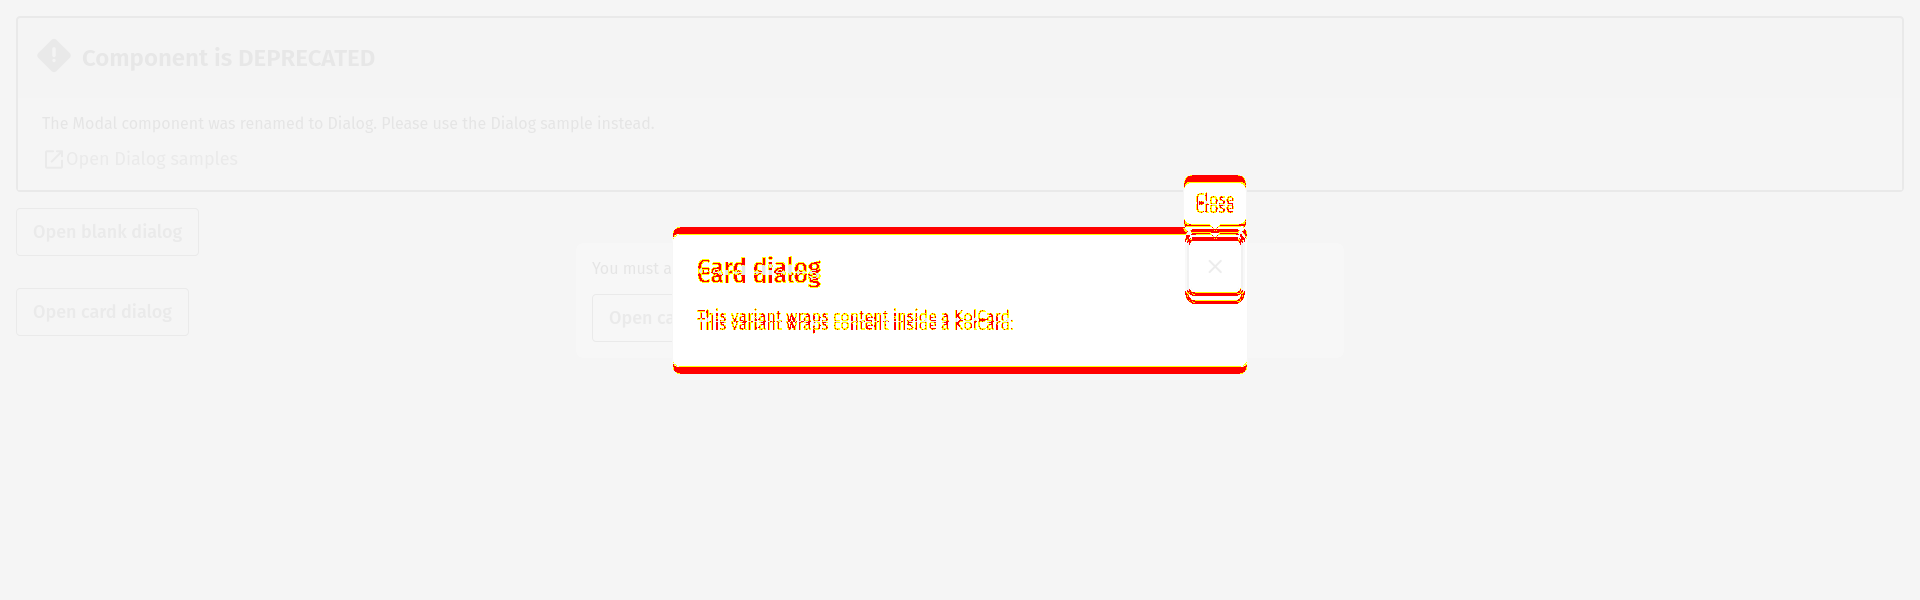 Component is DEPRECATED
The Modal component was renamed to Dialog. Please use the Dialog sample instead.
Open Dialog samples
Close
Open blank dialog
You must a
Card dialog
Open card dialog
Open ca
This variant wraps content inside a KolCard.